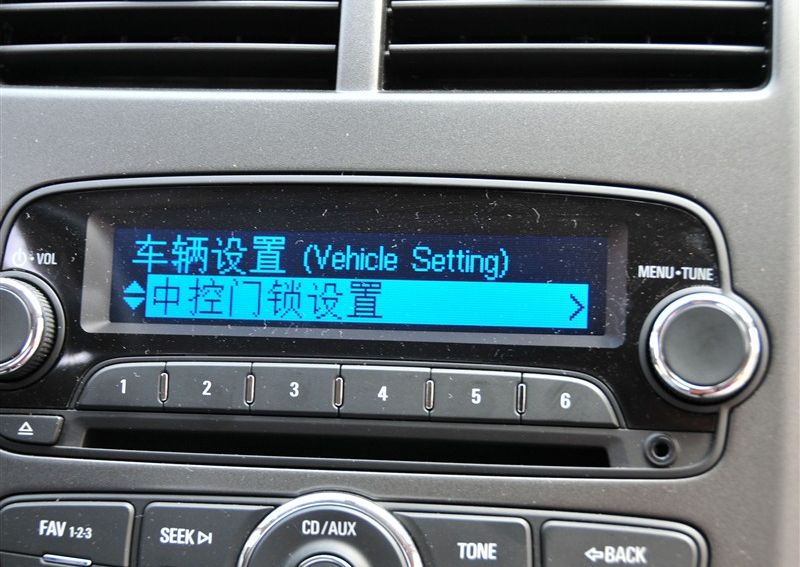 车辆设置 (Vehicle Setting)
中控门锁设置 >
VOL
MENU•TUNE
1 2 3 4 5 6
FAV 1-2-3
SEEK
CD/AUX
TONE
BACK